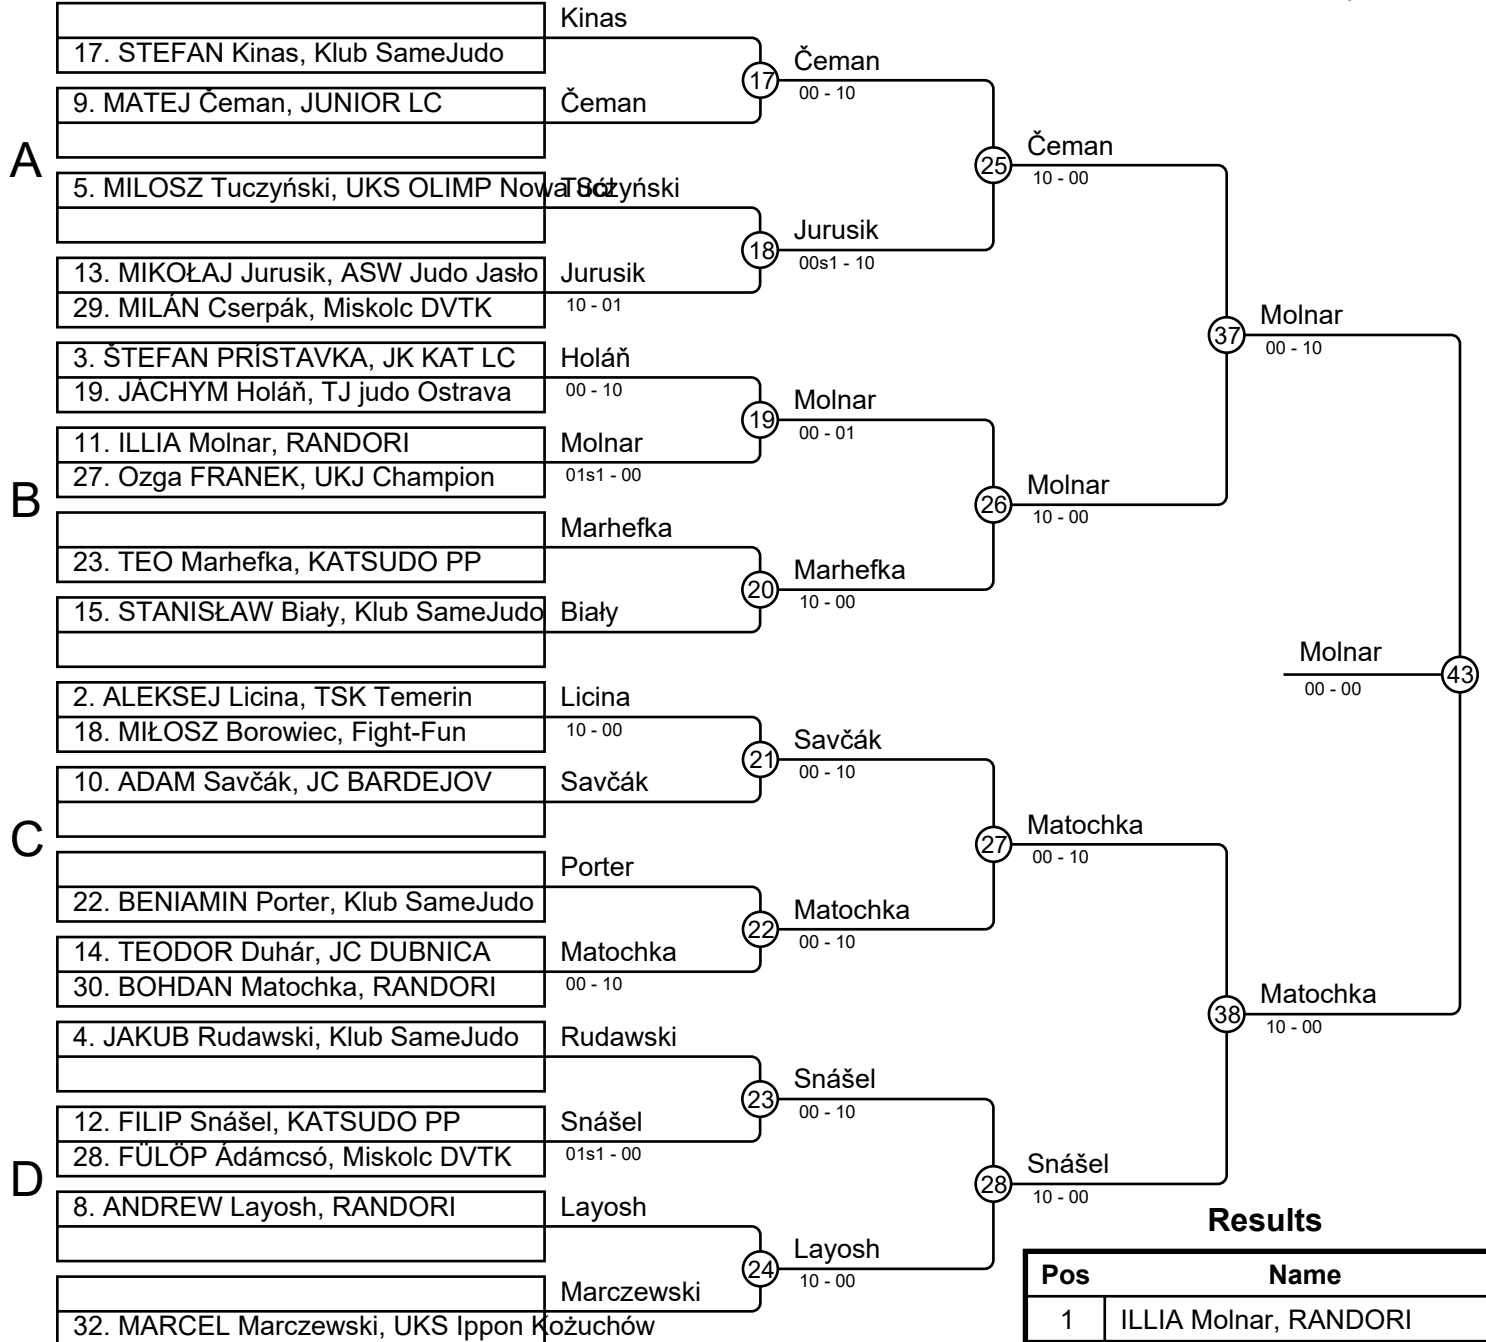 Kinas
17. STEFAN Kinas, Klub SameJudo
17
Čeman
00 - 10
9. MATEJ Čeman, JUNIOR LC
Čeman
A
25
Čeman
10 - 00
5. MILOSZ Tuczyński, UKS OLIMP Nowa Sól
Tuczyński
18
Jurusik
00s1 - 10
13. MIKOŁAJ Jurusik, ASW Judo Jasło
Jurusik
29. MILÁN Cserpák, Miskolc DVTK
10 - 01
37
Molnar
00 - 10
3. ŠTEFAN PRÍSTAVKA, JK KAT LC
Holáň
19. JÁCHYM Holáň, TJ judo Ostrava
00 - 10
19
Molnar
00 - 01
11. ILLIA Molnar, RANDORI
Molnar
27. Ozga FRANEK, UKJ Champion
01s1 - 00
B
26
Molnar
10 - 00
Marhefka
23. TEO Marhefka, KATSUDO PP
20
Marhefka
10 - 00
15. STANISŁAW Biały, Klub SameJudo
Biały
Molnar
00 - 00
43
2. ALEKSEJ Licina, TSK Temerin
Licina
18. MIŁOSZ Borowiec, Fight-Fun
10 - 00
21
Savčák
00 - 10
10. ADAM Savčák, JC BARDEJOV
Savčák
C
27
Matochka
00 - 10
Porter
22. BENIAMIN Porter, Klub SameJudo
22
Matochka
00 - 10
14. TEODOR Duhár, JC DUBNICA
Matochka
30. BOHDAN Matochka, RANDORI
00 - 10
38
Matochka
10 - 00
4. JAKUB Rudawski, Klub SameJudo
Rudawski
23
Snášel
00 - 10
12. FILIP Snášel, KATSUDO PP
Snášel
28. FÜLÖP Ádámcsó, Miskolc DVTK
01s1 - 00
D
28
Snášel
10 - 00
8. ANDREW Layosh, RANDORI
Layosh
24
Layosh
10 - 00
Marczewski
32. MARCEL Marczewski, UKS Ippon Kożuchów
Results
Pos Name
1 ILLIA Molnar, RANDORI